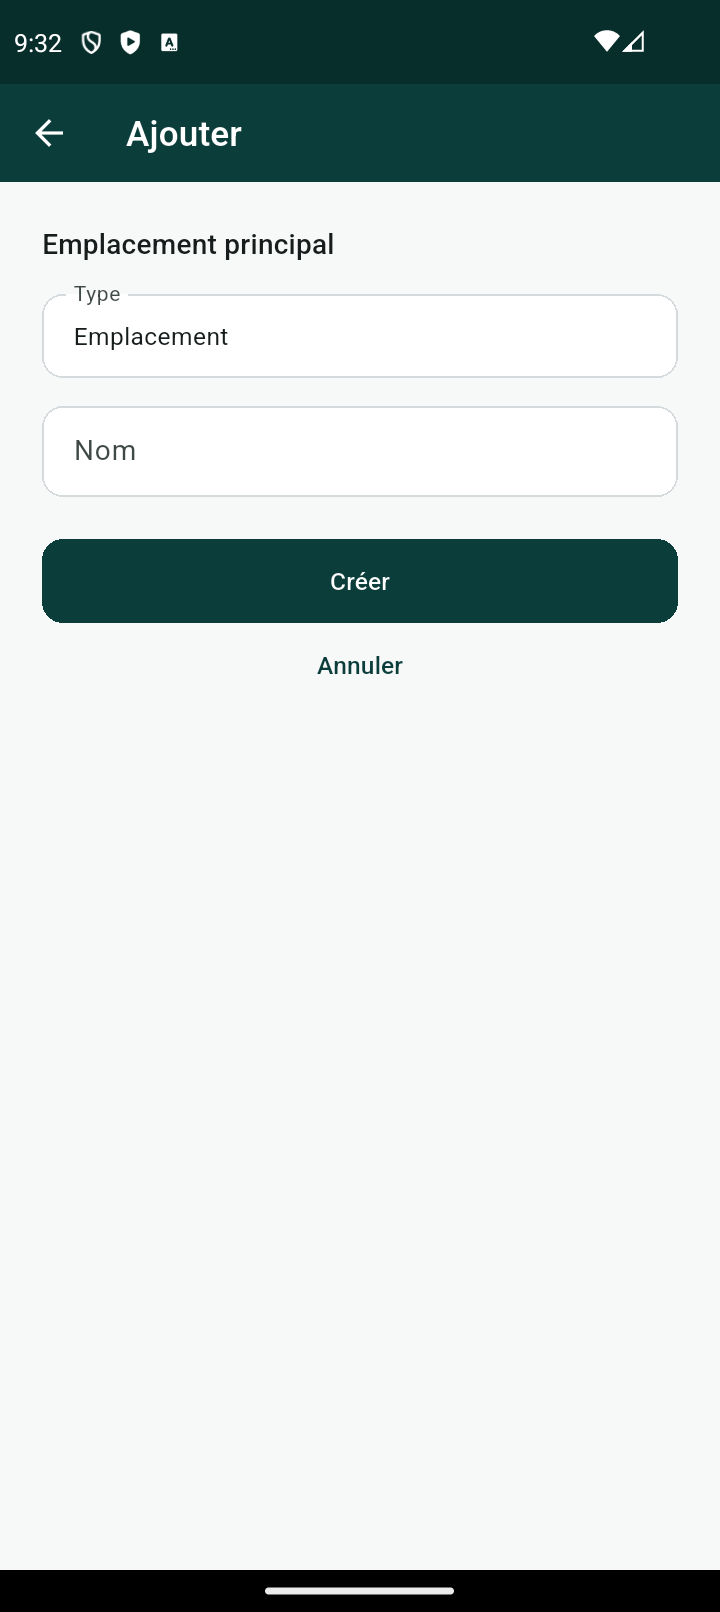 9:32
Ajouter
Emplacement principal
Type
Emplacement
Nom
Créer
Annuler